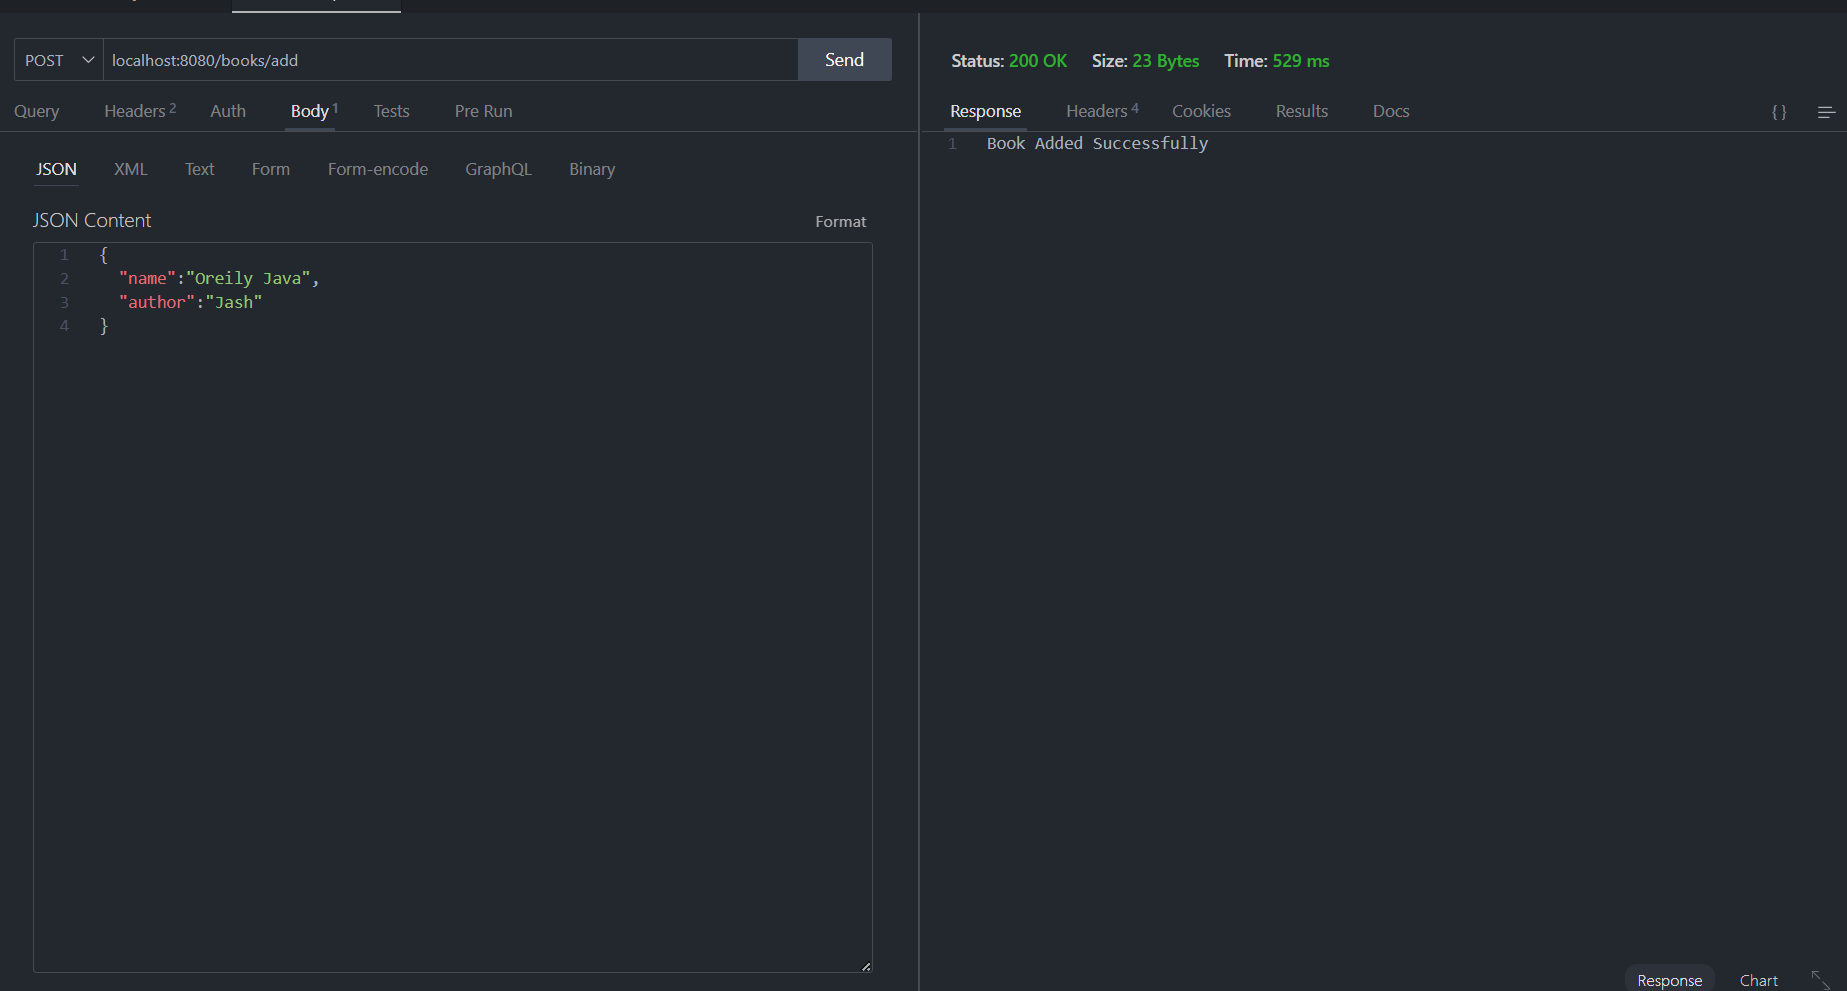 POST localhost:8080/books/add Send
Query Headers 2 Auth Body 1 Tests Pre Run
JSON XML Text Form Form-encode GraphQL Binary
JSON Content Format
1 {
2 "name":"Oreily Java",
3 "author":"Jash"
4 }
Status: 200 OK Size: 23 Bytes Time: 529 ms
Response Headers 4 Cookies Results Docs { }
1 Book Added Successfully
Response Chart